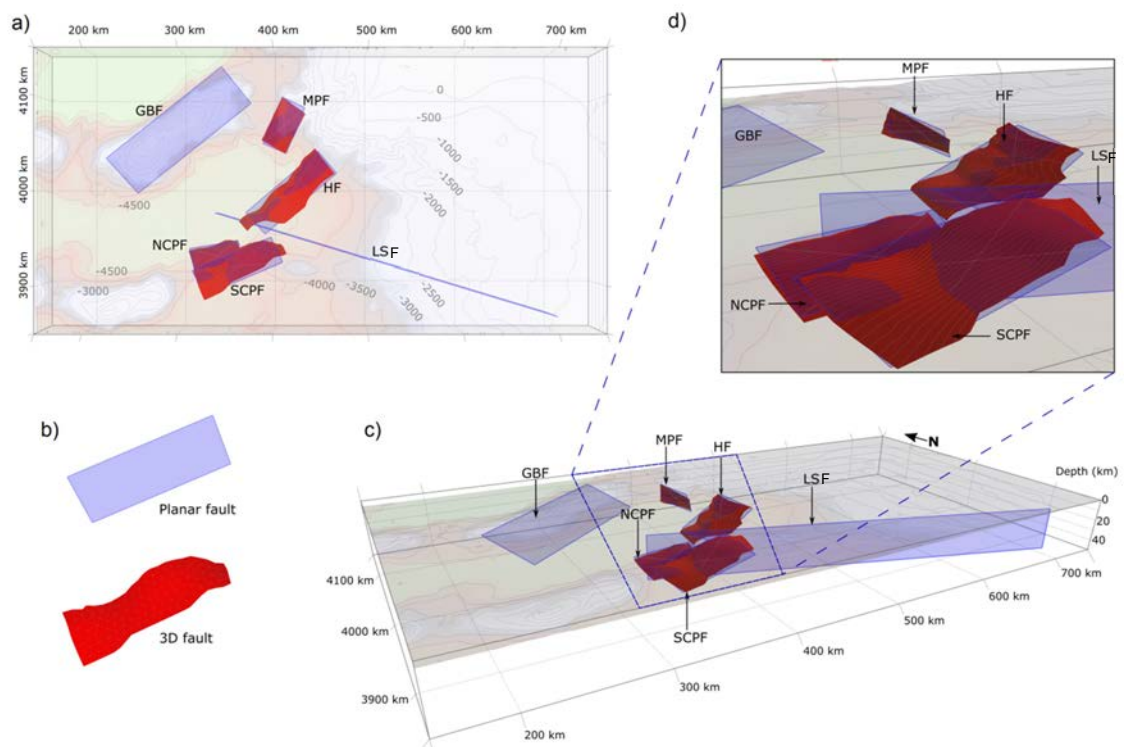 a)
200 km
300 km
400 km
500 km
600 km
700 km
4100 km
4000 km
3900 km
GBF
MPF
HF
NCPF
SCPF
LSF
0
-500
-1000
-1500
-2000
-4500
-4500
-3000
-4000
-3500
-3000
-2500
b)
Planar fault
3D fault
c)
GBF
MPF
HF
LSF
NCPF
SCPF
N
Depth (km)
0
20
40
4100 km
4000 km
3900 km
200 km
300 km
400 km
500 km
600 km
700 km
d)
MPF
HF
GBF
LSF
NCPF
SCPF